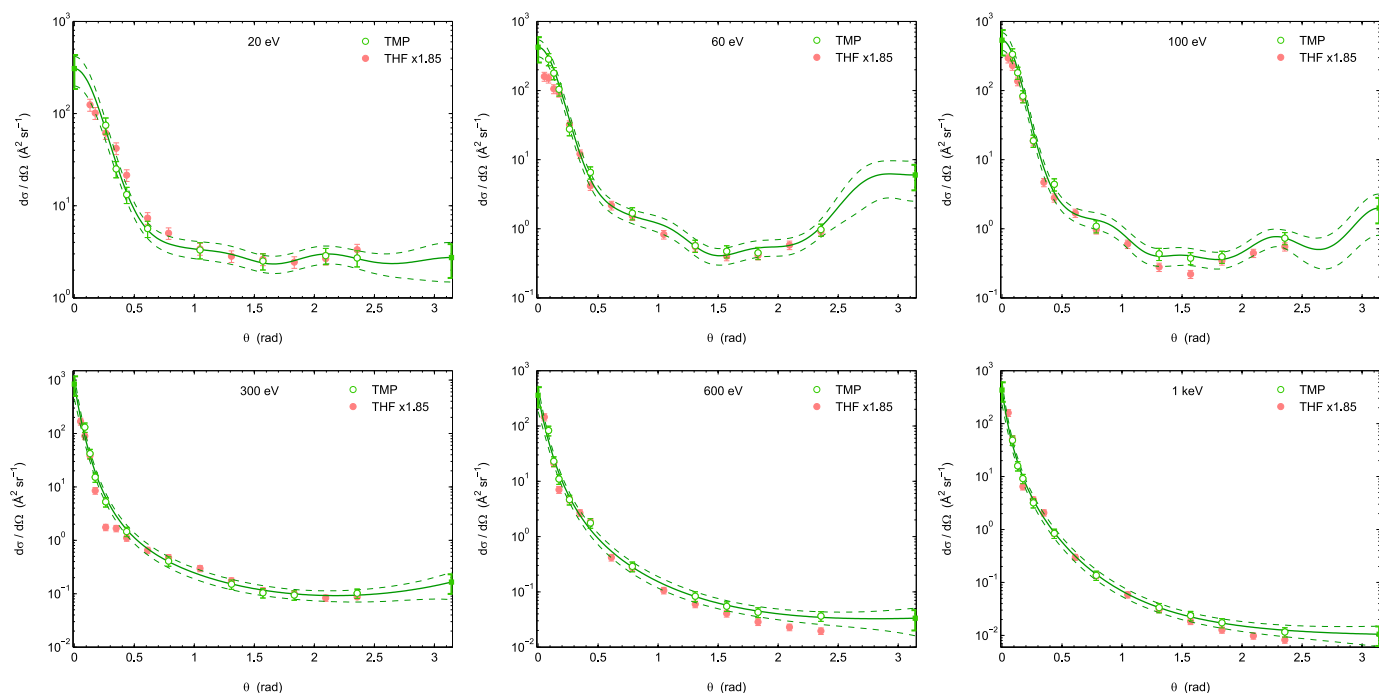 20 eV
TMP
THF x1.85
10³
10²
10¹
10⁰
dσ / dΩ (Å² sr⁻¹)
0 0.5 1 1.5 2 2.5 3
θ (rad)
60 eV
TMP
THF x1.85
10³
10²
10¹
10⁰
10⁻¹
dσ / dΩ (Å² sr⁻¹)
0 0.5 1 1.5 2 2.5 3
θ (rad)
100 eV
TMP
THF x1.85
10³
10²
10¹
10⁰
10⁻¹
dσ / dΩ (Å² sr⁻¹)
0 0.5 1 1.5 2 2.5 3
θ (rad)
300 eV
TMP
THF x1.85
10³
10²
10¹
10⁰
10⁻¹
10⁻²
dσ / dΩ (Å² sr⁻¹)
0 0.5 1 1.5 2 2.5 3
θ (rad)
600 eV
TMP
THF x1.85
10³
10²
10¹
10⁰
10⁻¹
10⁻²
dσ / dΩ (Å² sr⁻¹)
0 0.5 1 1.5 2 2.5 3
θ (rad)
1 keV
TMP
THF x1.85
10³
10²
10¹
10⁰
10⁻¹
10⁻²
dσ / dΩ (Å² sr⁻¹)
0 0.5 1 1.5 2 2.5 3
θ (rad)